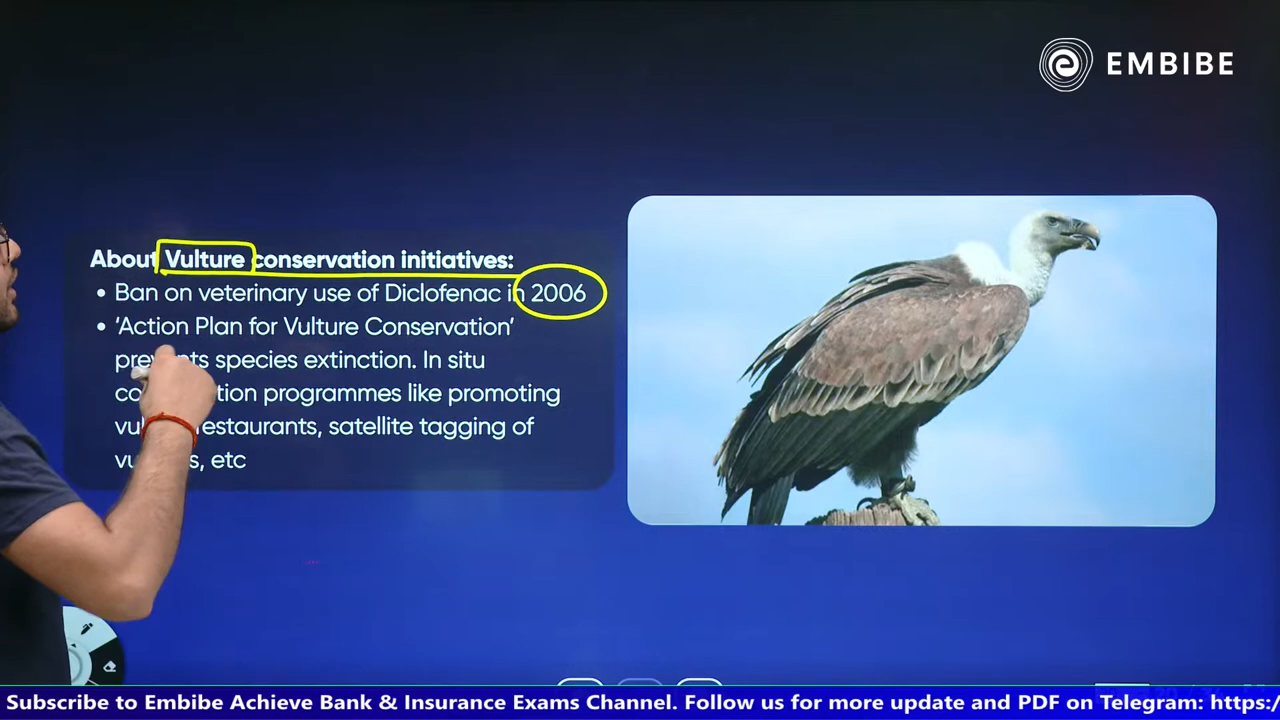 EMBIBE
About Vulture conservation initiatives:
• Ban on veterinary use of Diclofenac in 2006
• ‘Action Plan for Vulture Conservation’
species extinction. In situ
programmes like promoting
restaurants, satellite tagging of
etc
Subscribe to Embibe Achieve Bank & Insurance Exams Channel. Follow us for more update and PDF on Telegram: https:/